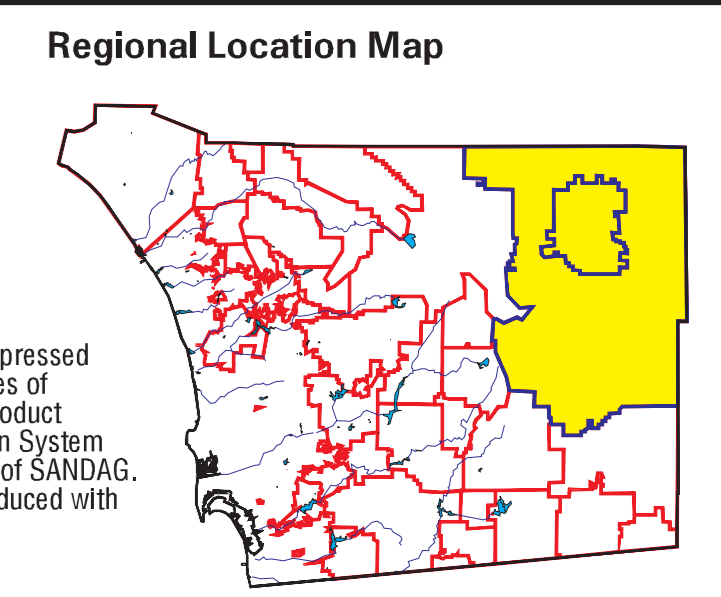 Regional Location Map
pressed
es of
oduct
n System
of SANDAG.
duced with